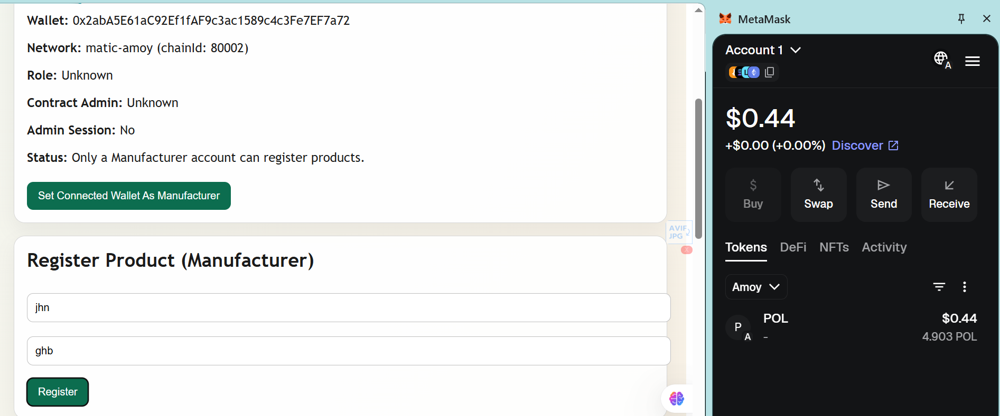 Wallet: 0x2abA5E61aC92Ef1fAF9c3ac1589c4c3Fe7EF7a72
Network: matic-amoy (chainId: 80002)
Role: Unknown
Contract Admin: Unknown
Admin Session: No
Status: Only a Manufacturer account can register products.
Set Connected Wallet As Manufacturer
Register Product (Manufacturer)
jhn
ghb
Register
AVIF
JPG
X
MetaMask
Account 1
A
$0.44
+$0.00 (+0.00%) Discover
$
Buy
Swap
Send
Receive
Tokens DeFi NFTs Activity
Amoy
P
A
POL
$0.44
-
4.903 POL